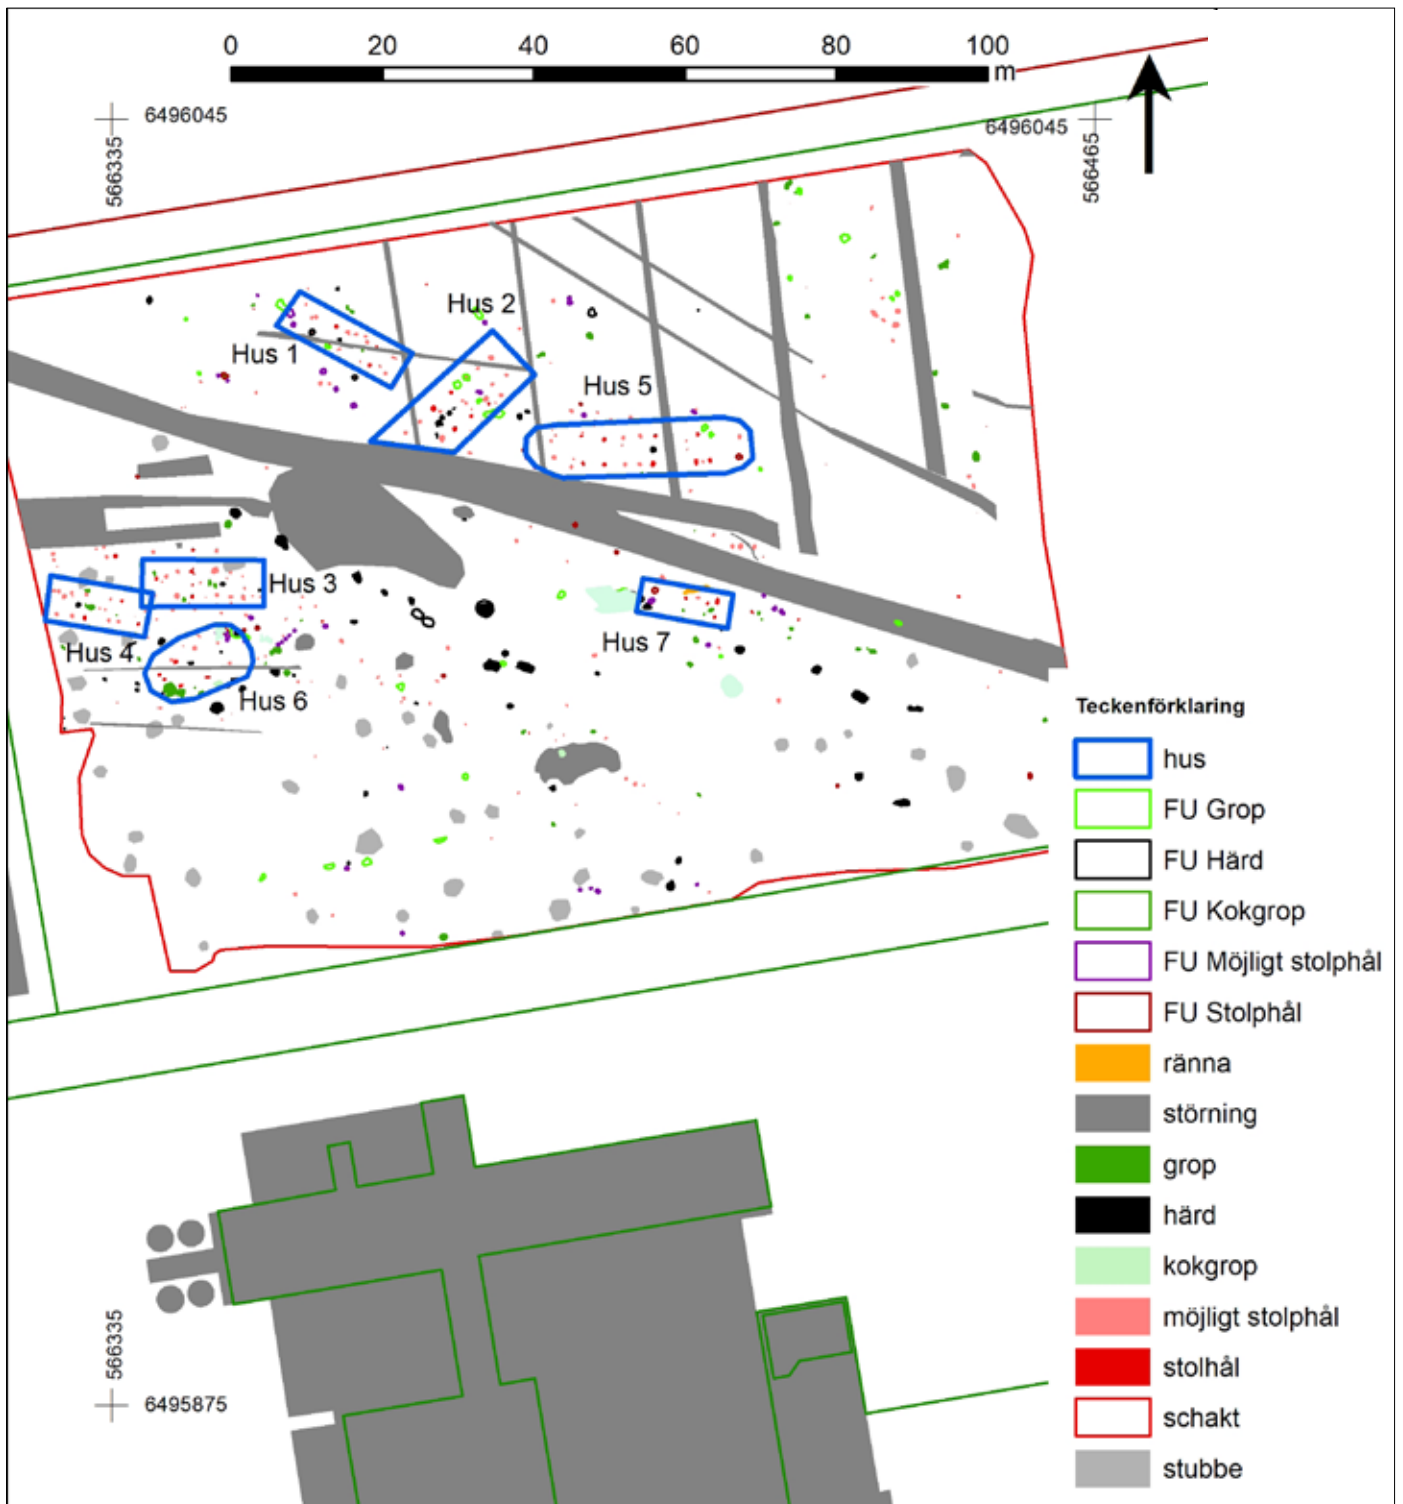 0 20 40 60 80 100
m
6496045
566335
6496045
566465
Hus 2
Hus 1
Hus 5
Hus 3
Hus 7
Hus 4
Hus 6
Teckenförklaring
hus
FU Grop
FU Härd
FU Kokgrop
FU Möjligt stolphål
FU Stolphål
ränna
störning
grop
härd
kokgrop
möjligt stolphål
stolhål
schakt
stubbe
566335
6495875